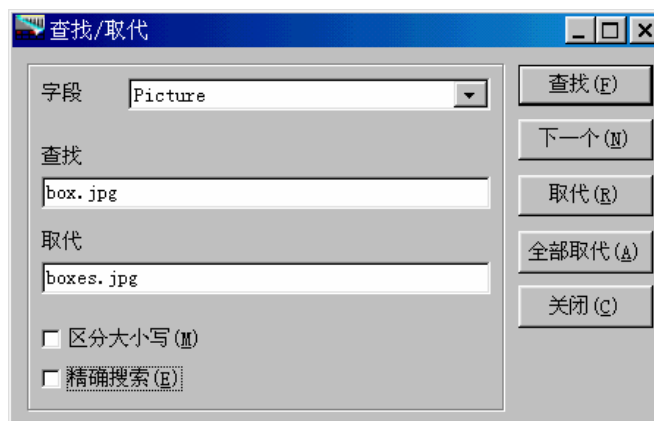 查找/取代
字段 Picture
查找
box.jpg
取代
boxes.jpg
区分大小写(M)
精确搜索(E)
查找(F)
下一个(N)
取代(R)
全部取代(A)
关闭(C)